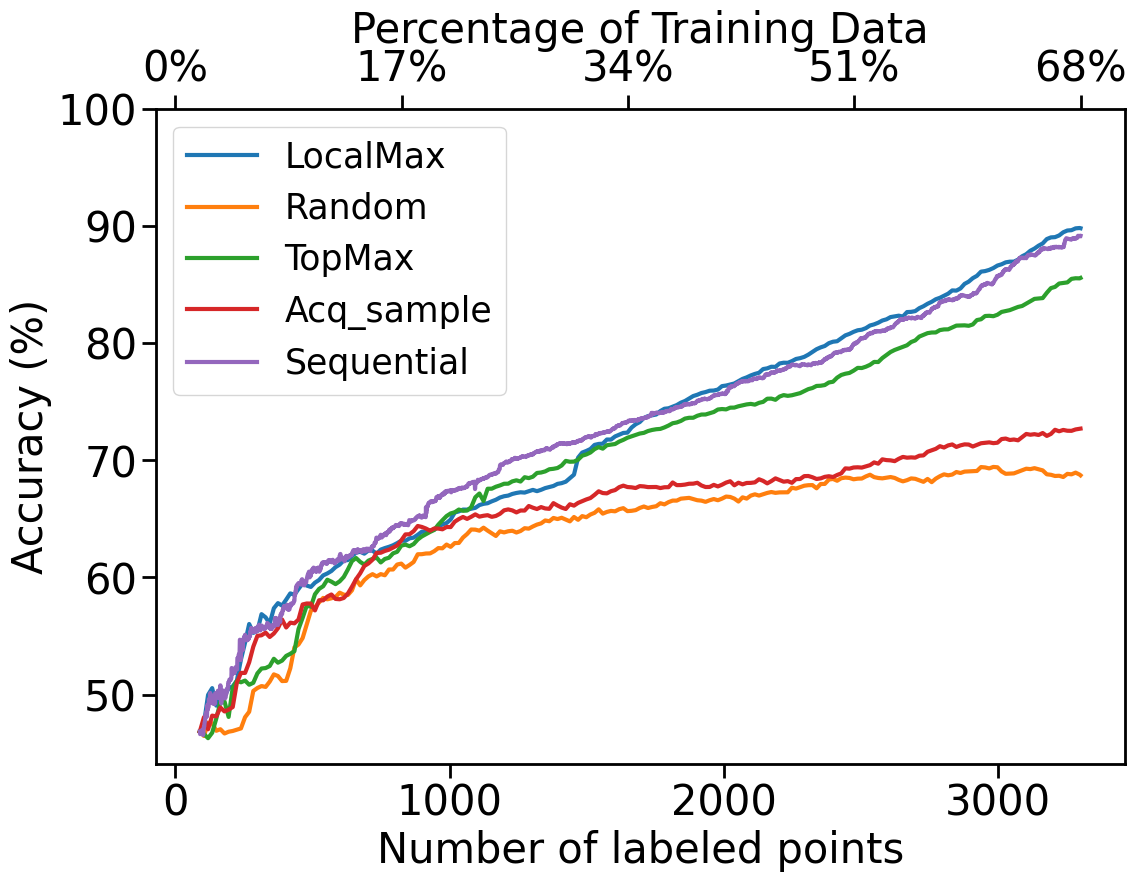 Percentage of Training Data
0% 17% 34% 51% 68%
100
90
80
70
60
50
Accuracy (%)
LocalMax
Random
TopMax
Acq_sample
Sequential
0 1000 2000 3000
Number of labeled points